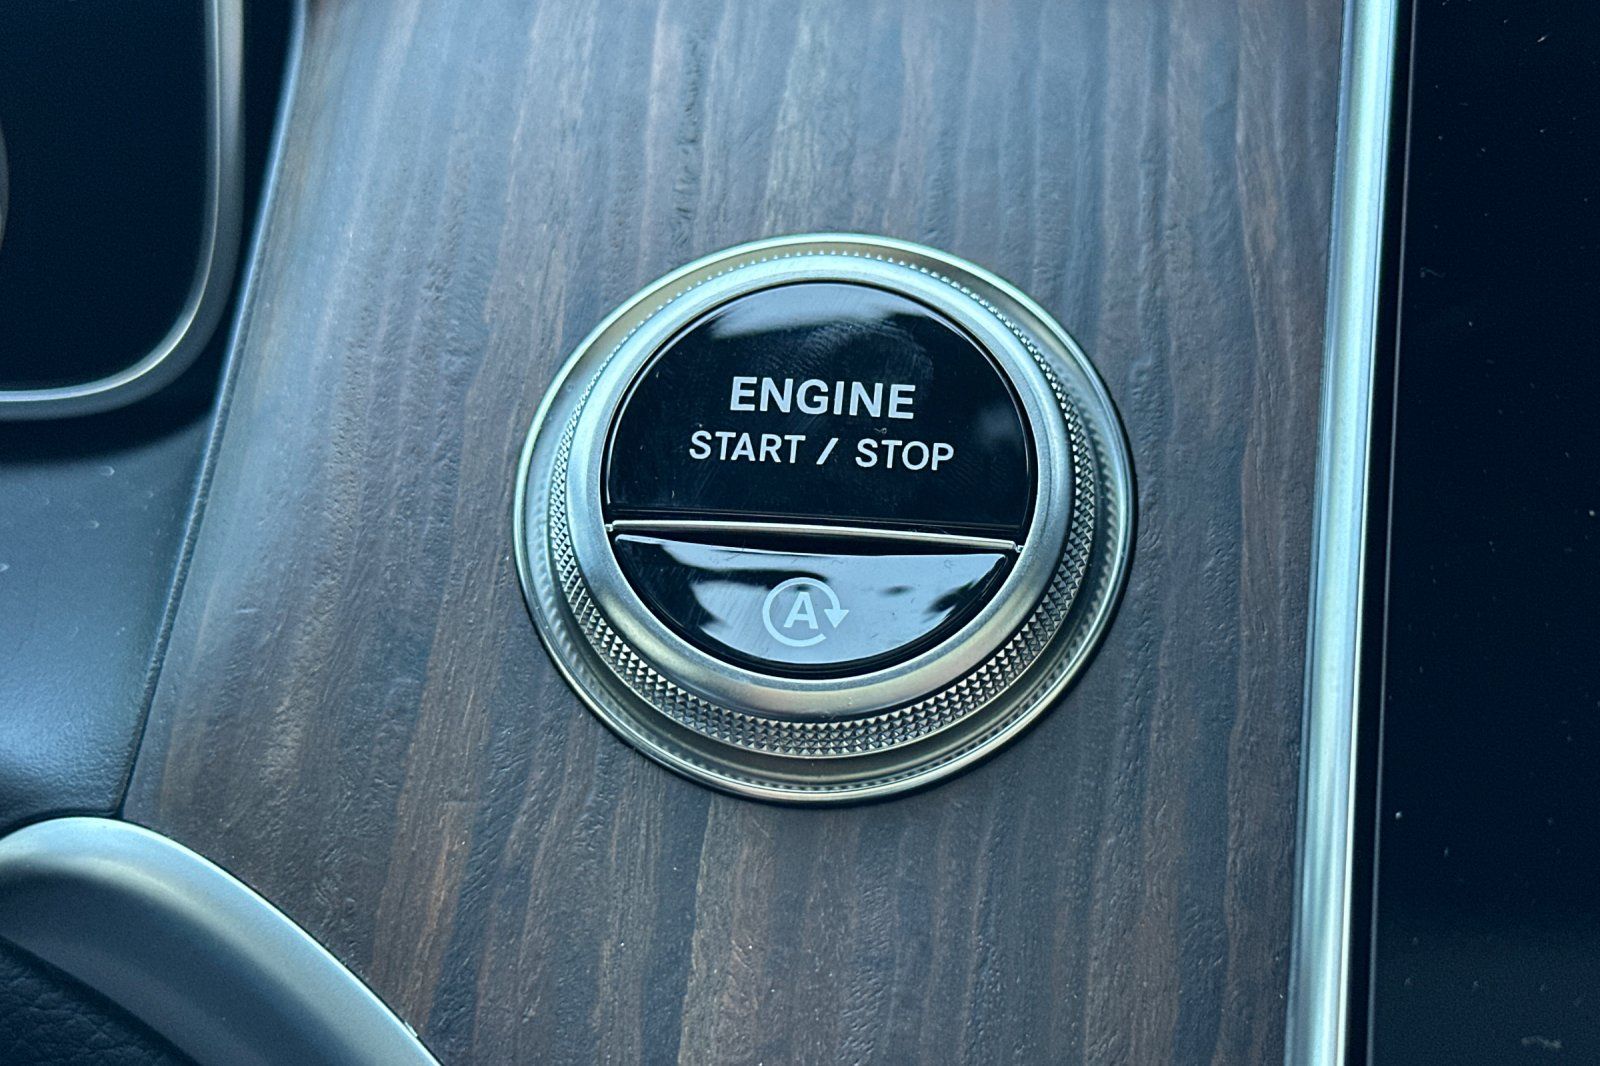 ENGINE
START / STOP
A